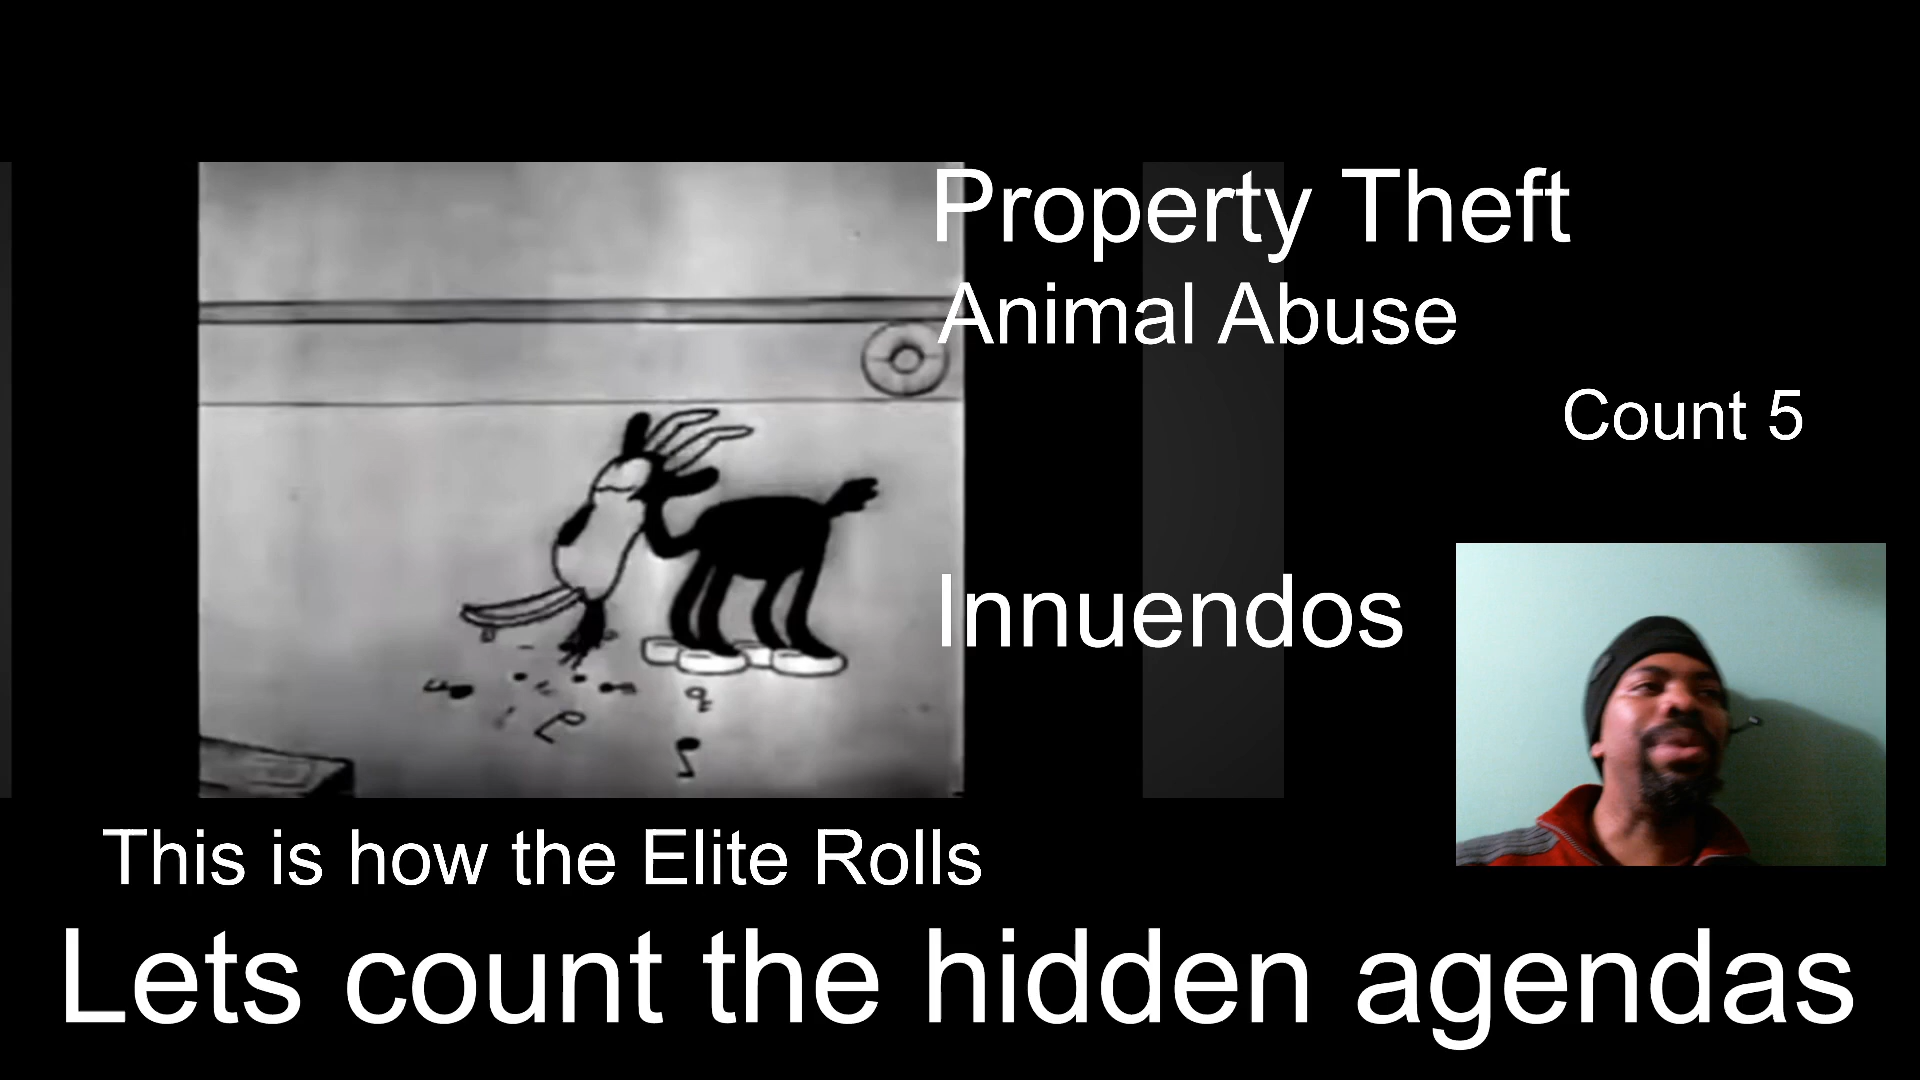 Property Theft
Animal Abuse
Count 5
Innuendos
This is how the Elite Rolls
Lets count the hidden agendas